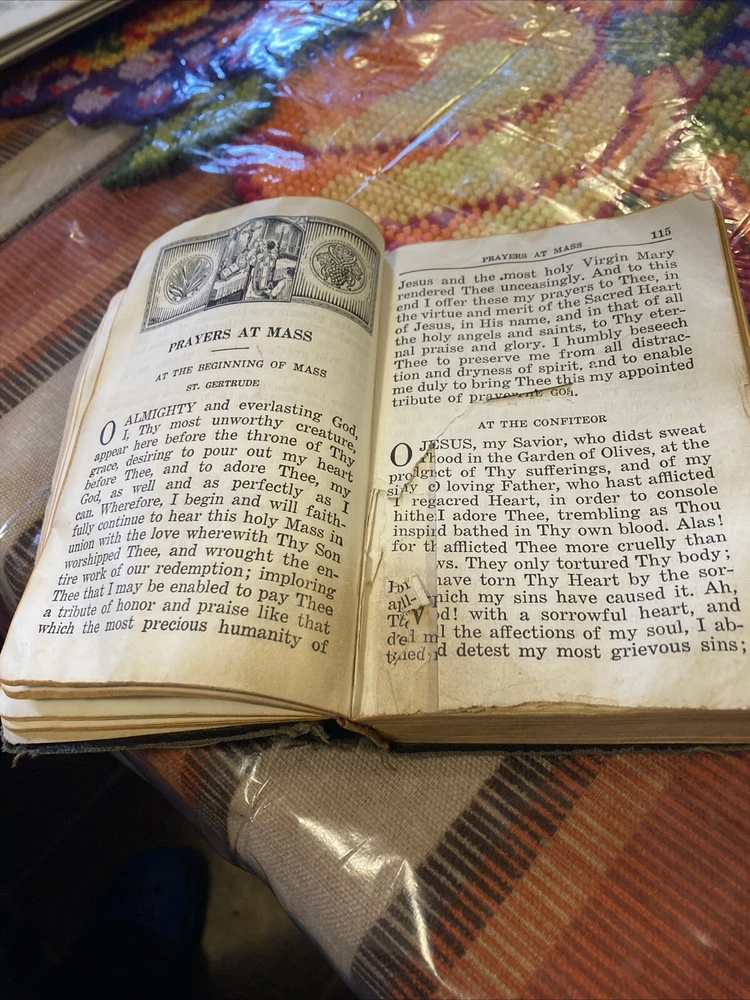 PRAYERS AT MASS
AT THE BEGINNING OF MASS
ST. GERTRUDE
O ALMIGHTY and everlasting God,
I, Thy most unworthy creature,
appear here before the throne of Thy
grace, desiring to pour out my heart
before Thee, and to adore Thee, my
God, as well and as perfectly as I
can. Wherefore, I begin and will faith-
fully continue to hear this holy Mass in
union with the love wherewith Thy Son
worshipped Thee, and wrought the en-
tire work of our redemption; imploring
Thee that I may be enabled to pay Thee
a tribute of honor and praise like that
which the most precious humanity of
PRAYERS AT MASS 115
Jesus and the most holy Virgin Mary
rendered Thee unceasingly. And to this
end I offer these my prayers to Thee, in
the virtue and merit of the Sacred Heart
of Jesus, in His name, and in that of all
the holy angels and saints, to Thy eter-
nal praise and glory. I humbly beseech
Thee to preserve me from all distrac-
tion and dryness of spirit, and to enable
me duly to bring Thee this my appointed
tribute of
AT THE CONFITEOR
O JESUS, my Savior, who didst sweat
in the Garden of Olives, at the
of Thy sufferings, and of my
loving Father, who hast afflicted
Heart, in order to console
I adore Thee, trembling as Thou
bathed in Thy own blood. Alas!
for afflicted Thee more cruelly than
They only tortured Thy body;
have torn Thy Heart by the sor-
which my sins have caused it. Ah,
with a sorrowful heart, and
the affections of my soul, I ab-
detest my most grievous sins;